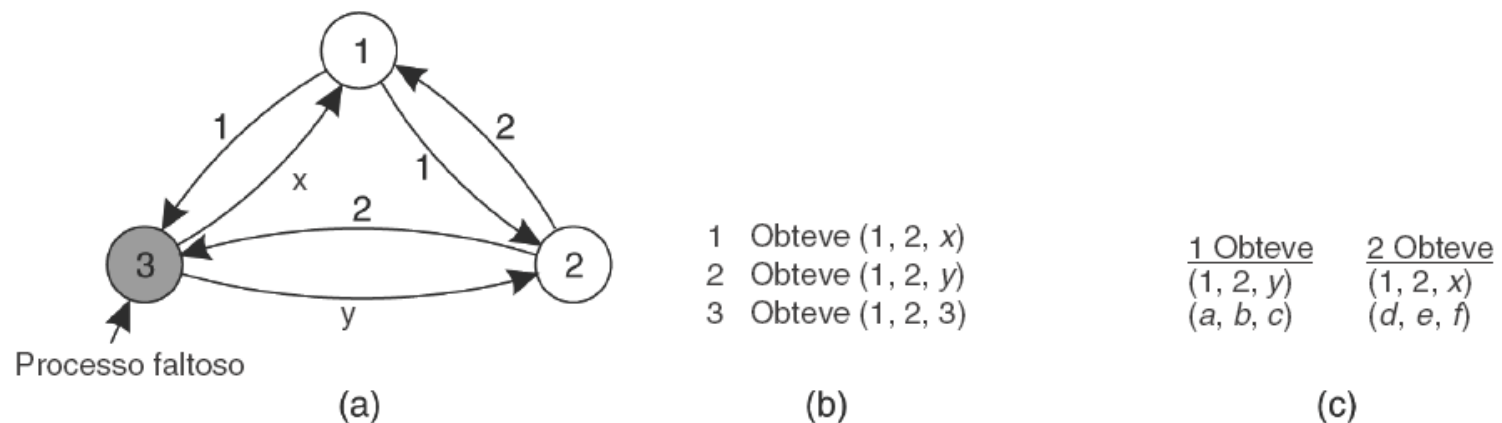 1
1
x
1
2
2
3
2
y
Processo faltoso
(a)
1 Obteve (1, 2, x)
2 Obteve (1, 2, y)
3 Obteve (1, 2, 3)
(b)
1 Obteve 2 Obteve
(1, 2, y) (1, 2, x)
(a, b, c) (d, e, f)
(c)